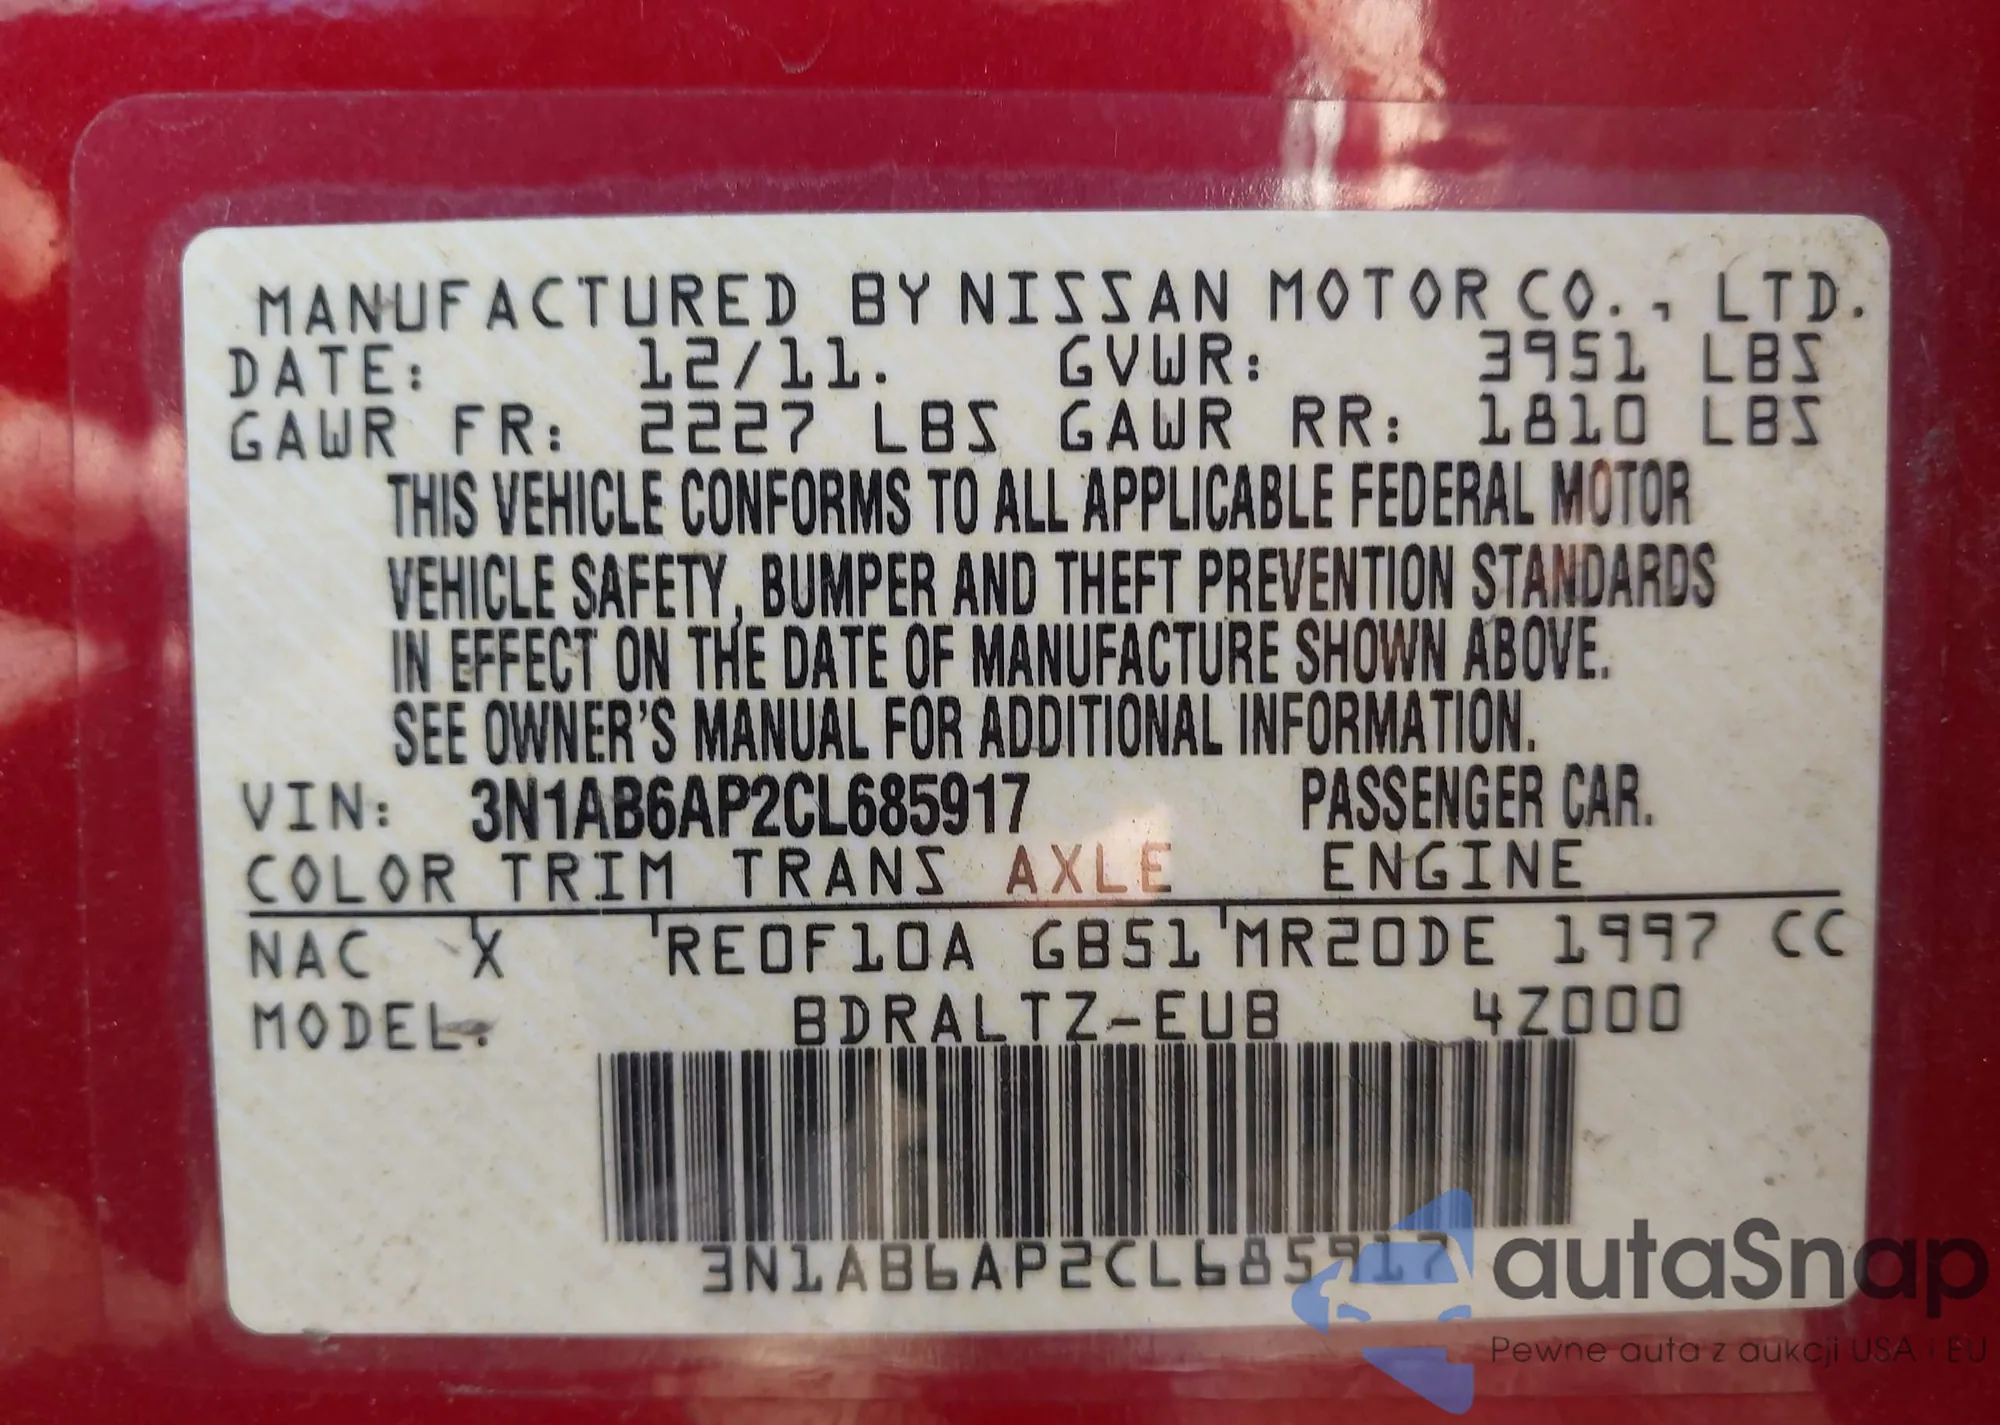 MANUFACTURED BY NISSAN MOTOR CO., LTD.
DATE: 12/11. GVWR: 3951 LBS
GAWR FR: 2227 LBS GAWR RR: 1810 LBS
THIS VEHICLE CONFORMS TO ALL APPLICABLE FEDERAL MOTOR
VEHICLE SAFETY, BUMPER AND THEFT PREVENTION STANDARDS
IN EFFECT ON THE DATE OF MANUFACTURE SHOWN ABOVE.
SEE OWNER'S MANUAL FOR ADDITIONAL INFORMATION.
VIN: 3N1AB6AP2CL685917 PASSENGER CAR.
COLOR TRIM TRANS AXLE ENGINE
NAC X RE0F10A GB51 MR20DE 1997 CC
MODEL: BDRALTZ-EUB 4Z000
3N1AB6AP2CL685917
autaSnap
Pewne auta z aukcji USA i EU